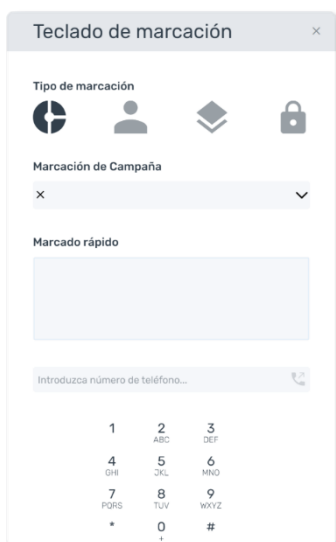 Teclado de marcación ×
Tipo de marcación
Marcación de Campaña
×
Marcado rápido
Introduzca número de teléfono...
1 2 3
ABC DEF
4 5 6
GHI JKL MNO
7 8 9
PQRS TUV WXYZ
* 0 #
+